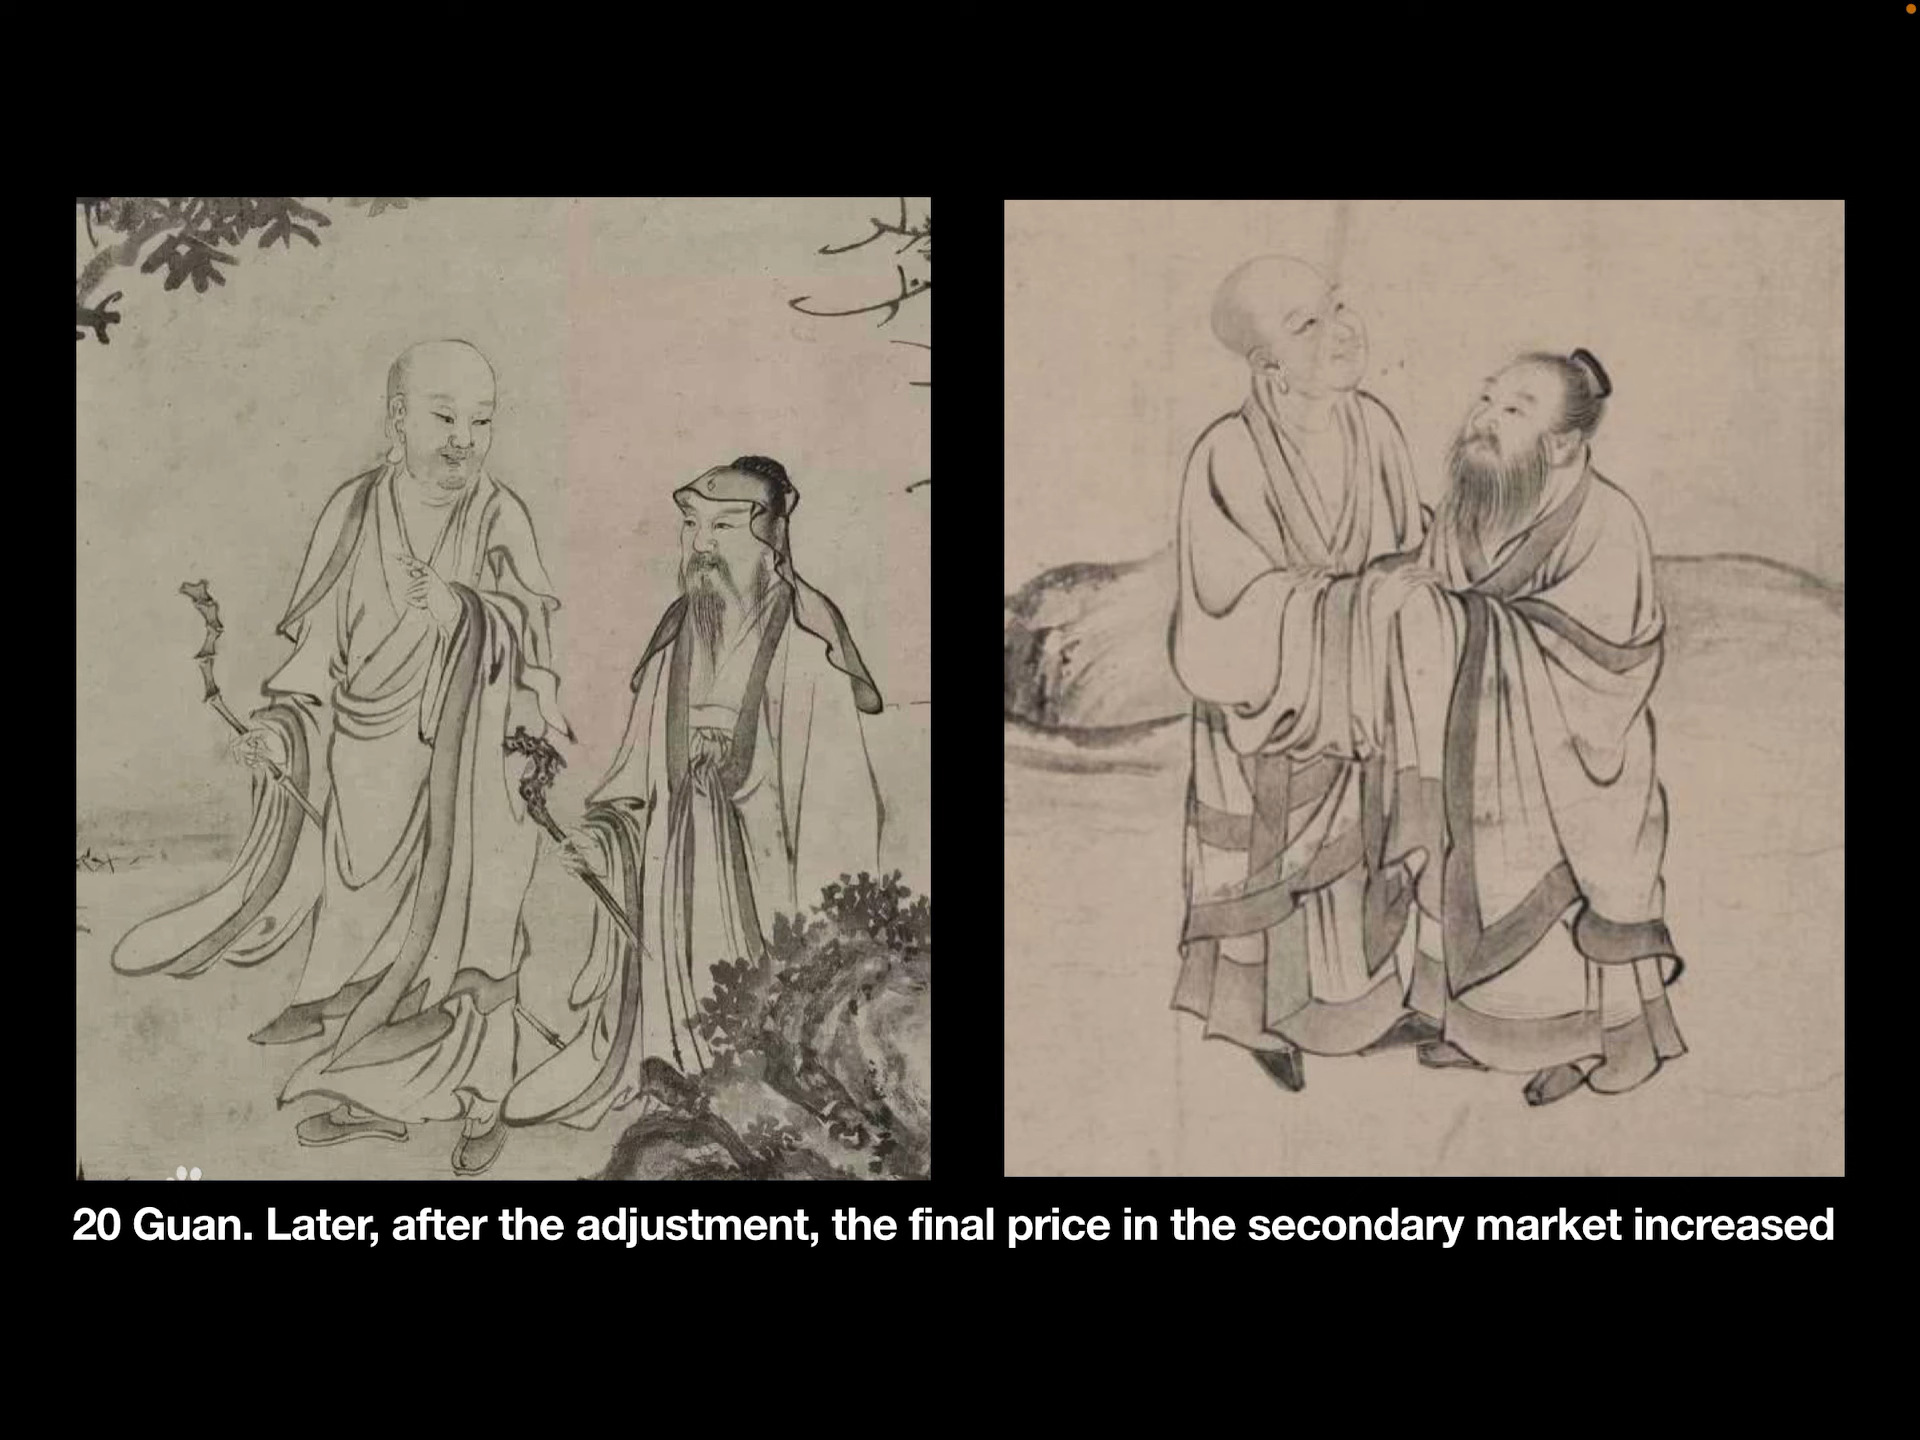 20 Guan. Later, after the adjustment, the final price in the secondary market increased